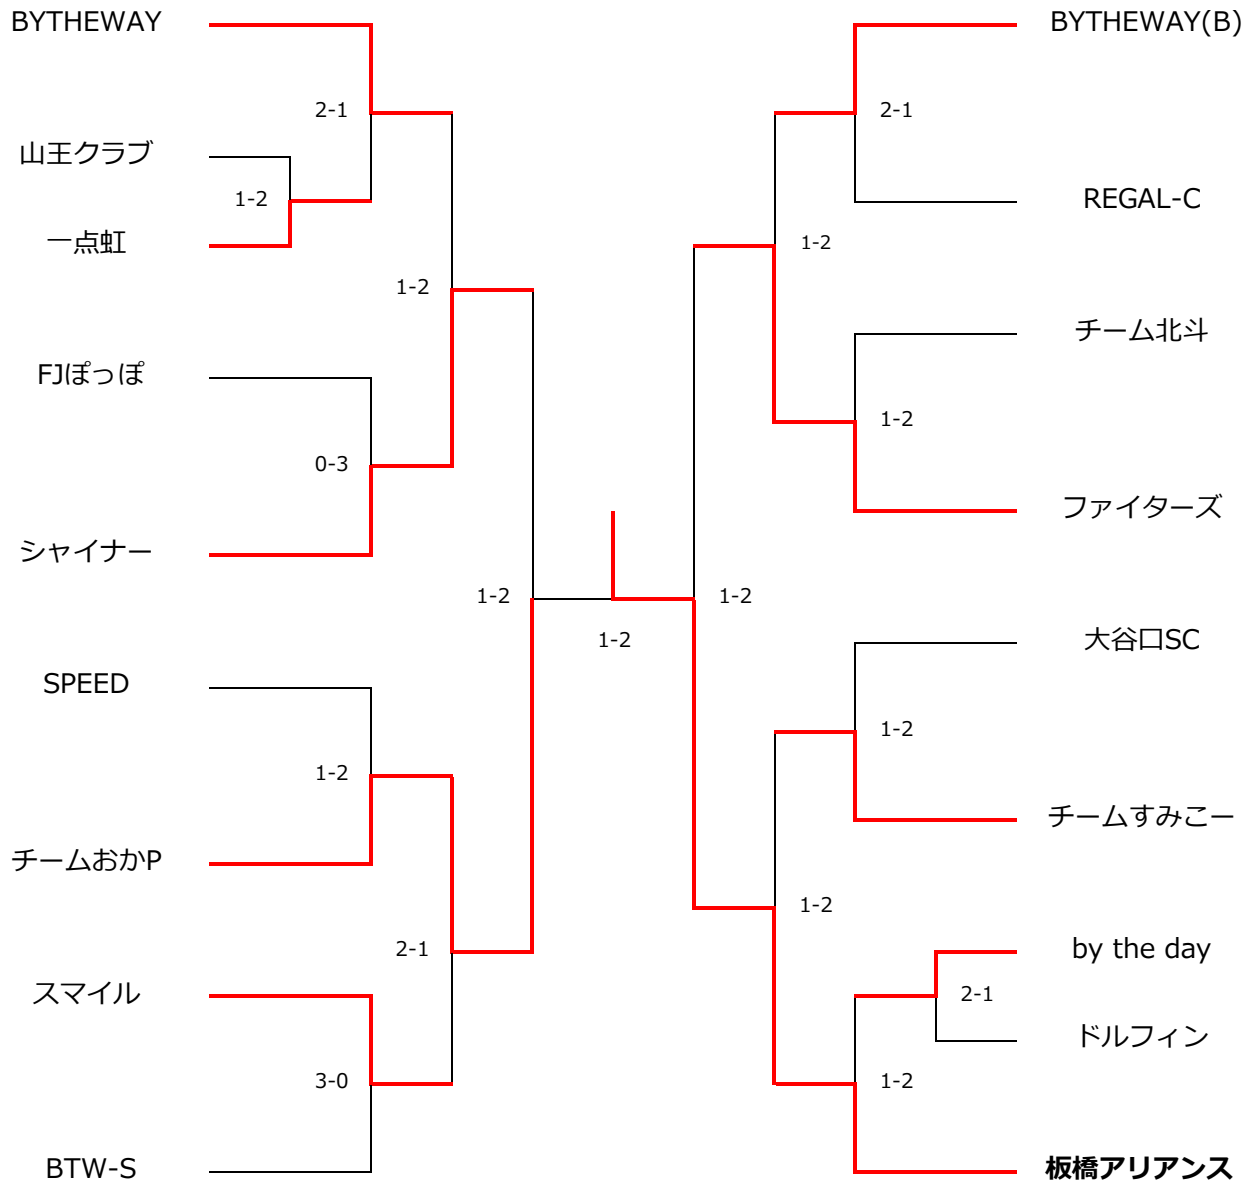 BYTHEWAY
2-1
山王クラブ
1-2
一点虹
1-2
FJぽっぽ
0-3
シャイナー
1-2
SPEED
1-2
チームおかP
2-1
スマイル
3-0
BTW-S
1-2
BYTHEWAY(B)
2-1
REGAL-C
1-2
チーム北斗
1-2
ファイターズ
1-2
大谷口SC
1-2
チームすみこー
1-2
by the day
2-1
ドルフィン
1-2
板橋アリアンス